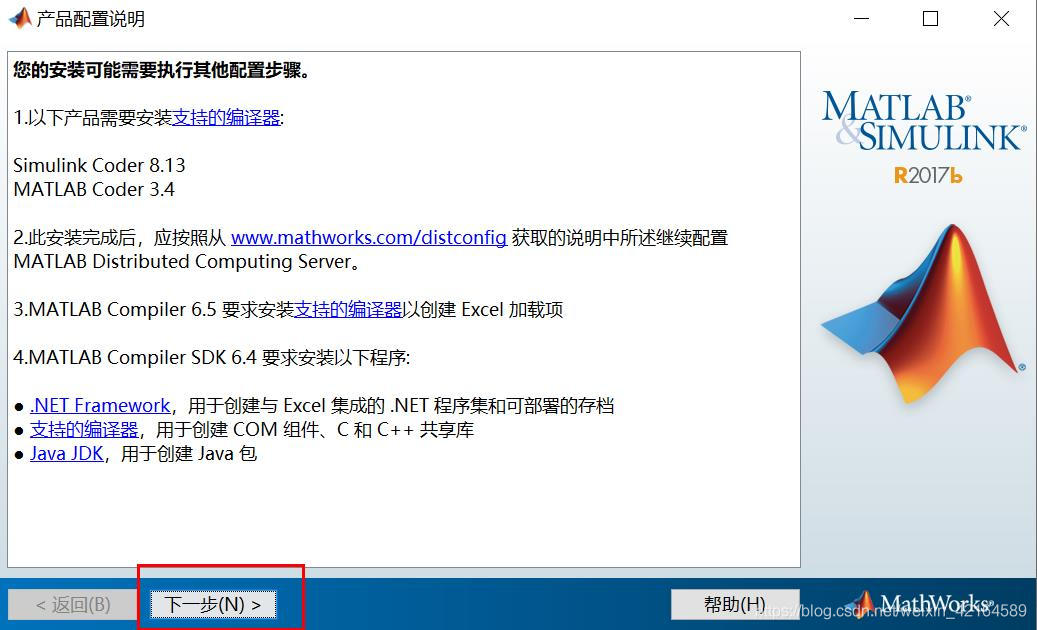 产品配置说明
您的安装可能需要执行其他配置步骤。
1.以下产品需要安装支持的编译器:
Simulink Coder 8.13
MATLAB Coder 3.4
2.此安装完成后，应按照从 www.mathworks.com/distconfig 获取的说明中所述继续配置
MATLAB Distributed Computing Server。
3.MATLAB Compiler 6.5 要求安装支持的编译器以创建 Excel 加载项
4.MATLAB Compiler SDK 6.4 要求安装以下程序:
● .NET Framework，用于创建与 Excel 集成的 .NET 程序集和可部署的存档
● 支持的编译器，用于创建 COM 组件、C 和 C++ 共享库
● Java JDK，用于创建 Java 包
MATLAB®
&SIMULINK®
R2017b
®
< 返回(B)
下一步(N) >
帮助(H)
MathWorks®
https://blog.csdn.net/weixin_42164589